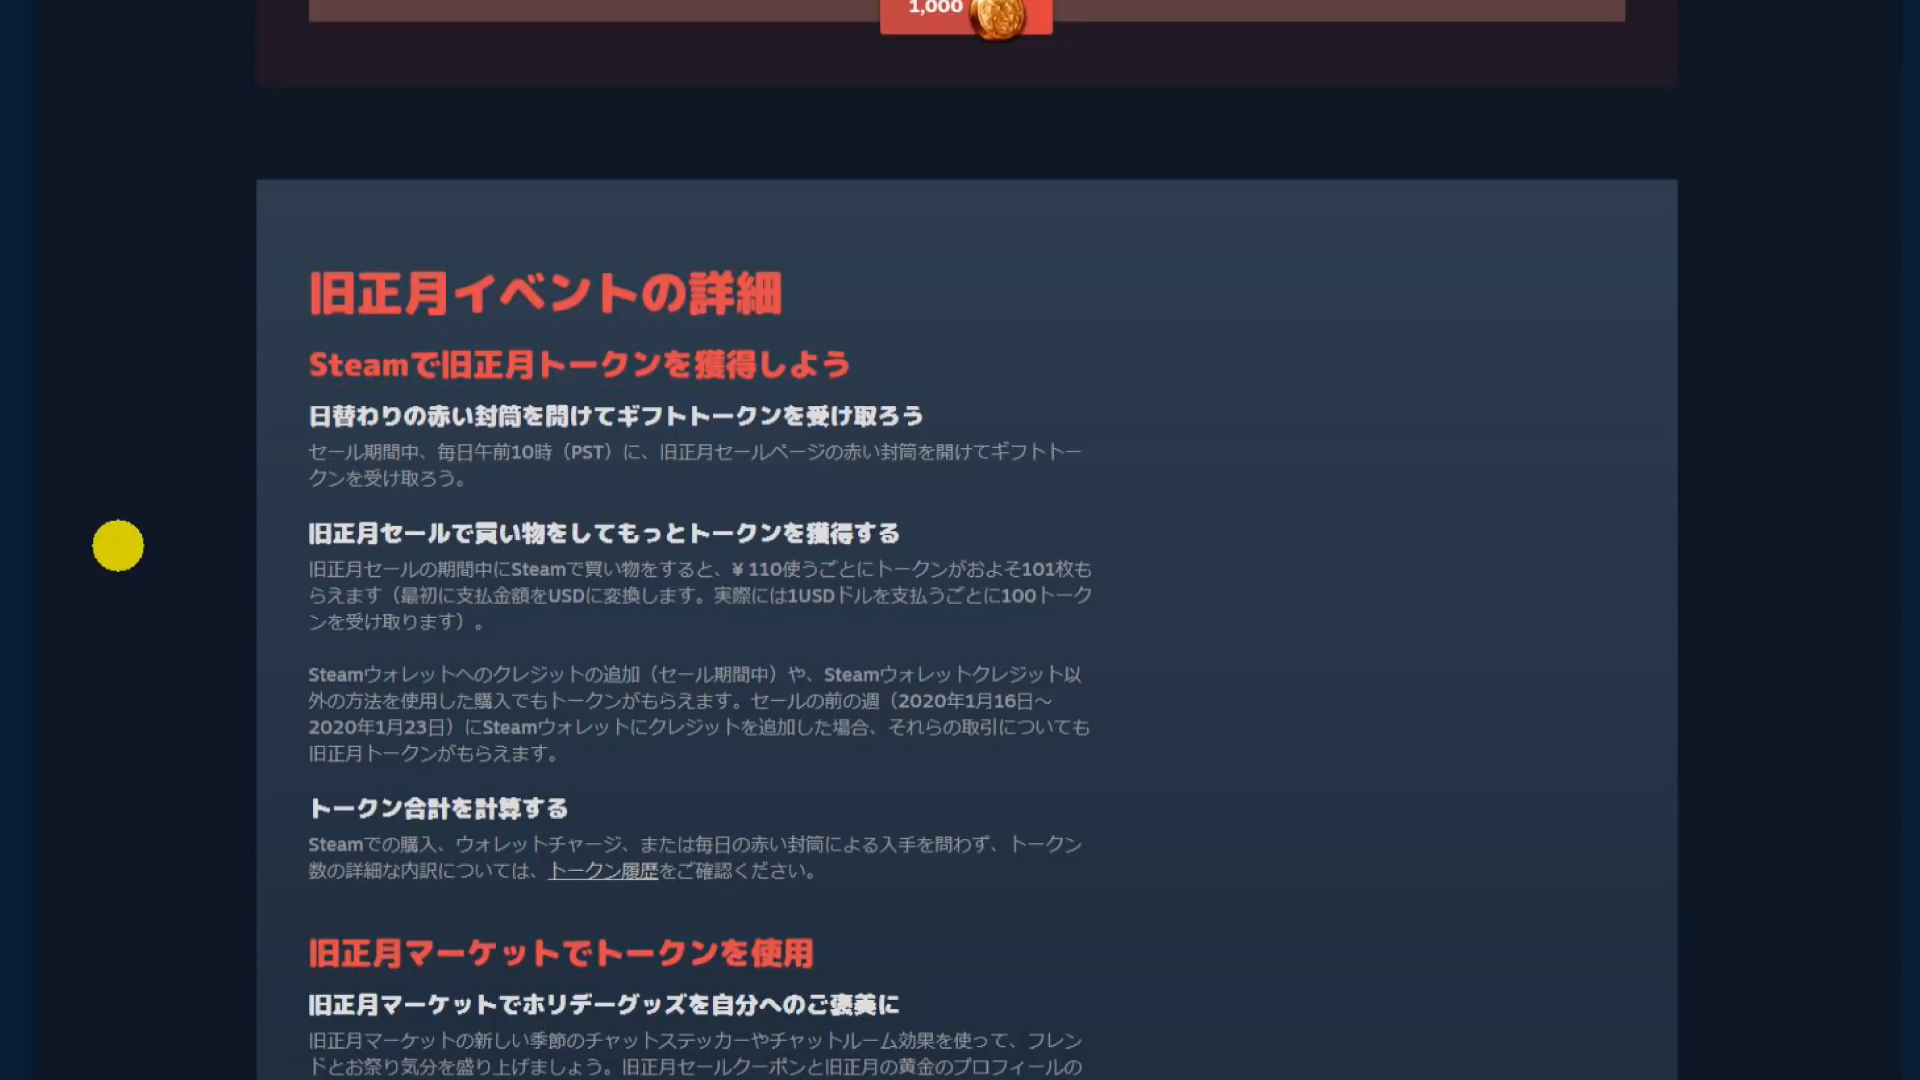 1,000
旧正月イベントの詳細
Steamで旧正月トークンを獲得しよう
日替わりの赤い封筒を開けてギフトトークンを受け取ろう
セール期間中、毎日午前10時（PST）に、旧正月セールページの赤い封筒を開けてギフトトー
クンを受け取ろう。
旧正月セールで買い物をしてもっとトークンを獲得する
旧正月セールの期間中にSteamで買い物をすると、¥ 110使うごとにトークンがおよそ101枚も
らえます（最初に支払金額をUSDに変換します。実際には1USDドルを支払うごとに100トーク
ンを受け取ります）。
Steamウォレットへのクレジットの追加（セール期間中）や、Steamウォレットクレジット以
外の方法を使用した購入でもトークンがもらえます。セールの前の週（2020年1月16日～
2020年1月23日）にSteamウォレットにクレジットを追加した場合、それらの取引についても
旧正月トークンがもらえます。
トークン合計を計算する
Steamでの購入、ウォレットチャージ、または毎日の赤い封筒による入手を問わず、トークン
数の詳細な内訳については、トークン履歴をご確認ください。
旧正月マーケットでトークンを使用
旧正月マーケットでホリデーグッズを自分へのご褒美に
旧正月マーケットの新しい季節のチャットステッカーやチャットルーム効果を使って、フレン
ドとお祭り気分を盛り上げましょう。旧正月セールクーポンと旧正月の黄金のプロフィールの